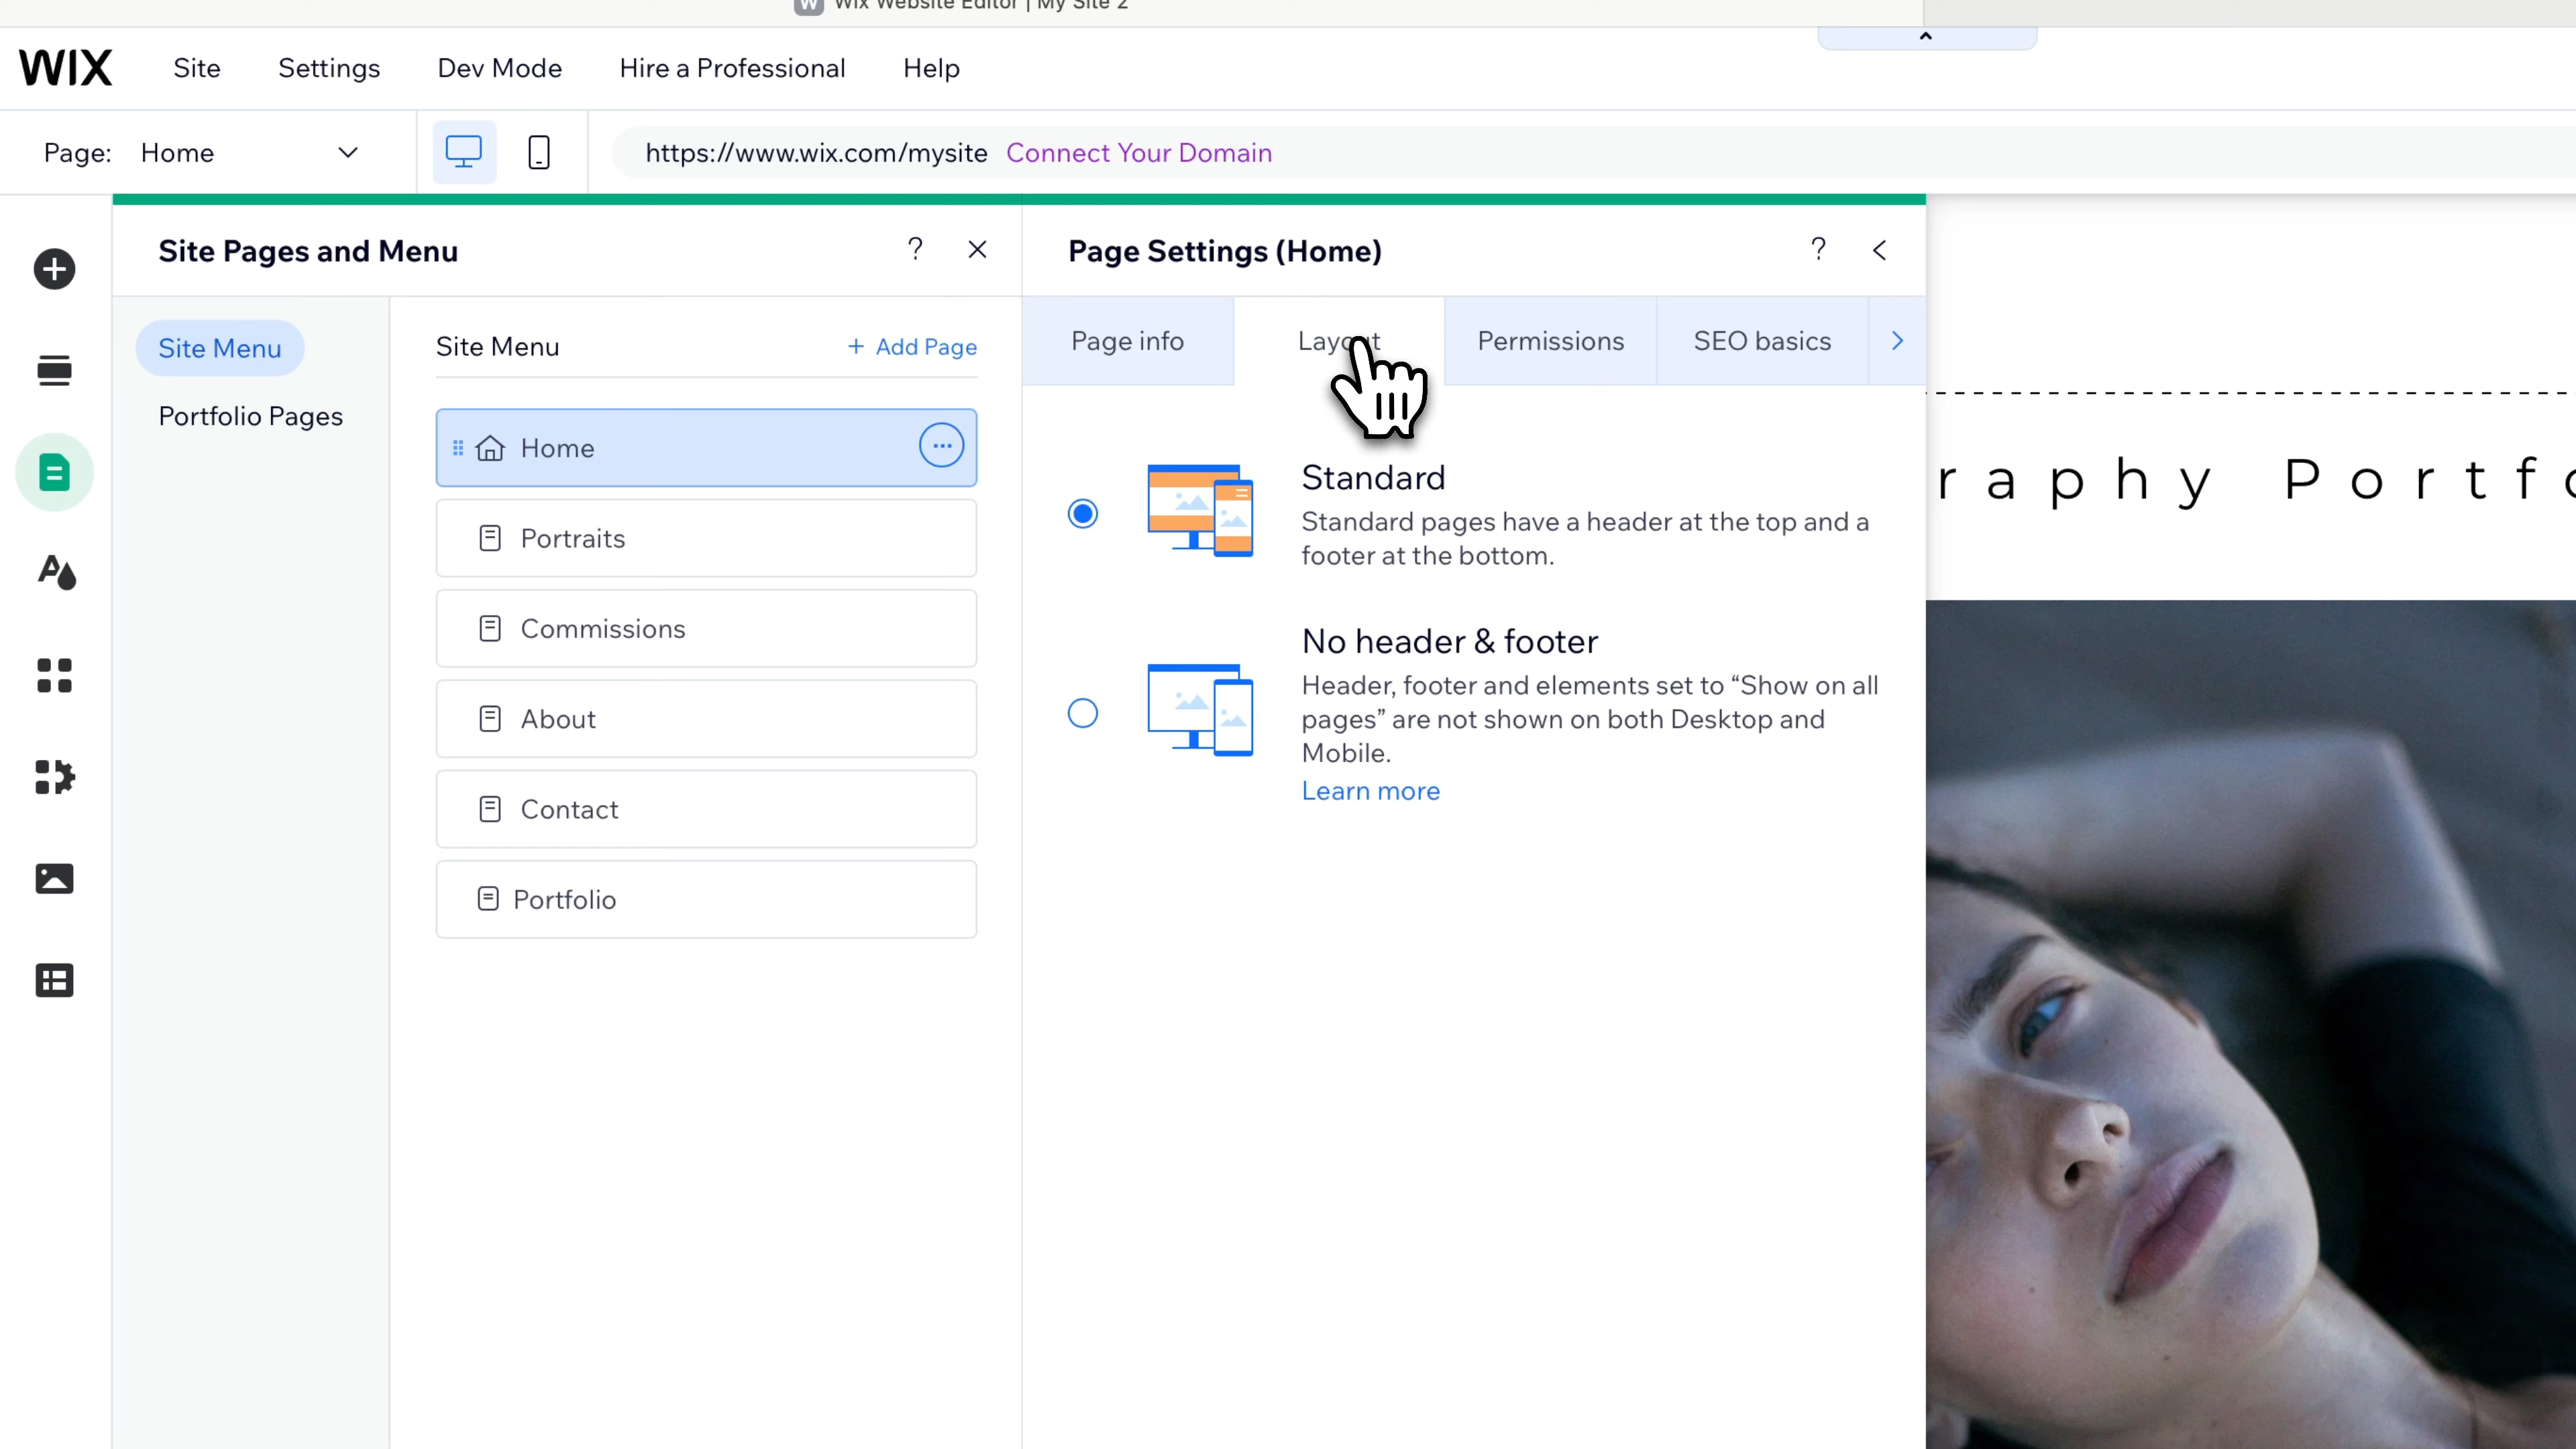 Wix Website Editor | My Site 2
WIX
Site
Settings
Dev Mode
Hire a Professional
Help
Page: Home
https://www.wix.com/mysite Connect Your Domain
Site Pages and Menu
?
Page Settings (Home)
?
Site Menu
Portfolio Pages
Site Menu
+ Add Page
Home
Portraits
Commissions
About
Contact
Portfolio
Page info
Layout
Permissions
SEO basics
Standard
Standard pages have a header at the top and a
footer at the bottom.
No header & footer
Header, footer and elements set to “Show on all
pages” are not shown on both Desktop and
Mobile.
Learn more
raphy Portfo